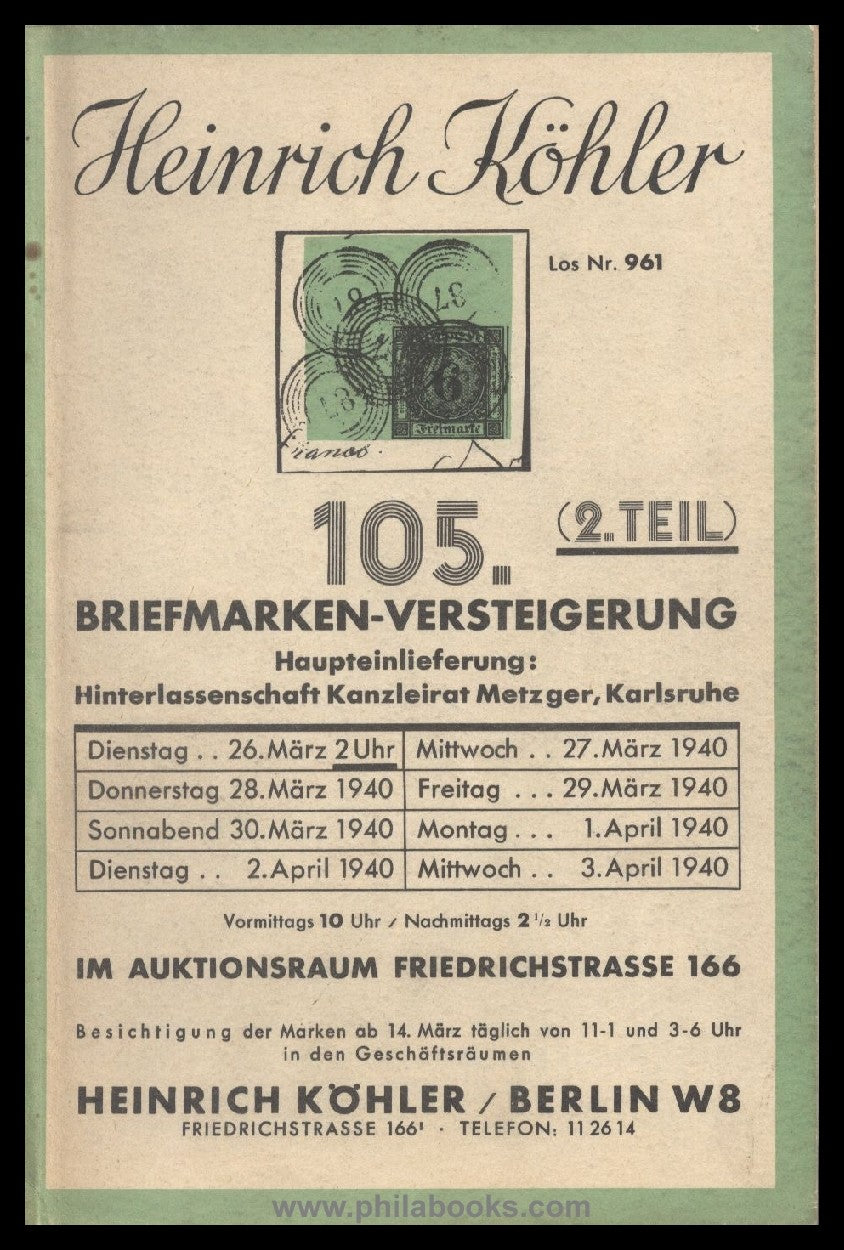 Heinrich Köhler
Los Nr. 961
87
6
Freimarke
Francs.
105. (2. TEIL)
BRIEFMARKEN-VERSTEIGERUNG
Haupteinlieferung:
Hinterlassenschaft Kanzleirat Metzger, Karlsruhe
Dienstag . . 26. März 2 Uhr Mittwoch . . 27. März 1940
Donnerstag 28. März 1940 Freitag . . . 29. März 1940
Sonnabend 30. März 1940 Montag . . . 1. April 1940
Dienstag . . 2. April 1940 Mittwoch . . 3. April 1940
Vormittags 10 Uhr / Nachmittags 2 ½ Uhr
IM AUKTIONSRAUM FRIEDRICHSTRASSE 166
Besichtigung der Marken ab 14. März täglich von 11-1 und 3-6 Uhr
in den Geschäftsräumen
HEINRICH KÖHLER / BERLIN W8
FRIEDRICHSTRASSE 166¹ · TELEFON: 11 26 14
www.philabooks.com